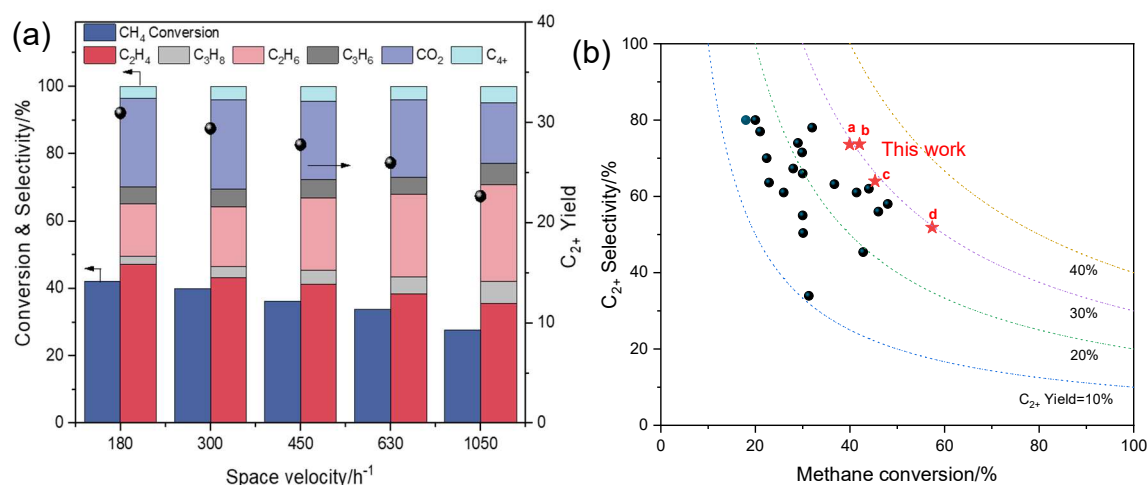 (a)
CH₄ Conversion
C₂H₄ C₃H₈ C₂H₆ C₃H₆ CO₂ C₄₊
Conversion & Selectivity/%
100
80
60
40
20
0
180 300 450 630 1050
Space velocity/h⁻¹
40
30
20
10
0
C₂₊ Yield
(b)
C₂₊ Selectivity/%
100
80
60
40
20
0
a b This work
c
d
40%
30%
20%
C₂₊ Yield=10%
0 20 40 60 80 100
Methane conversion/%